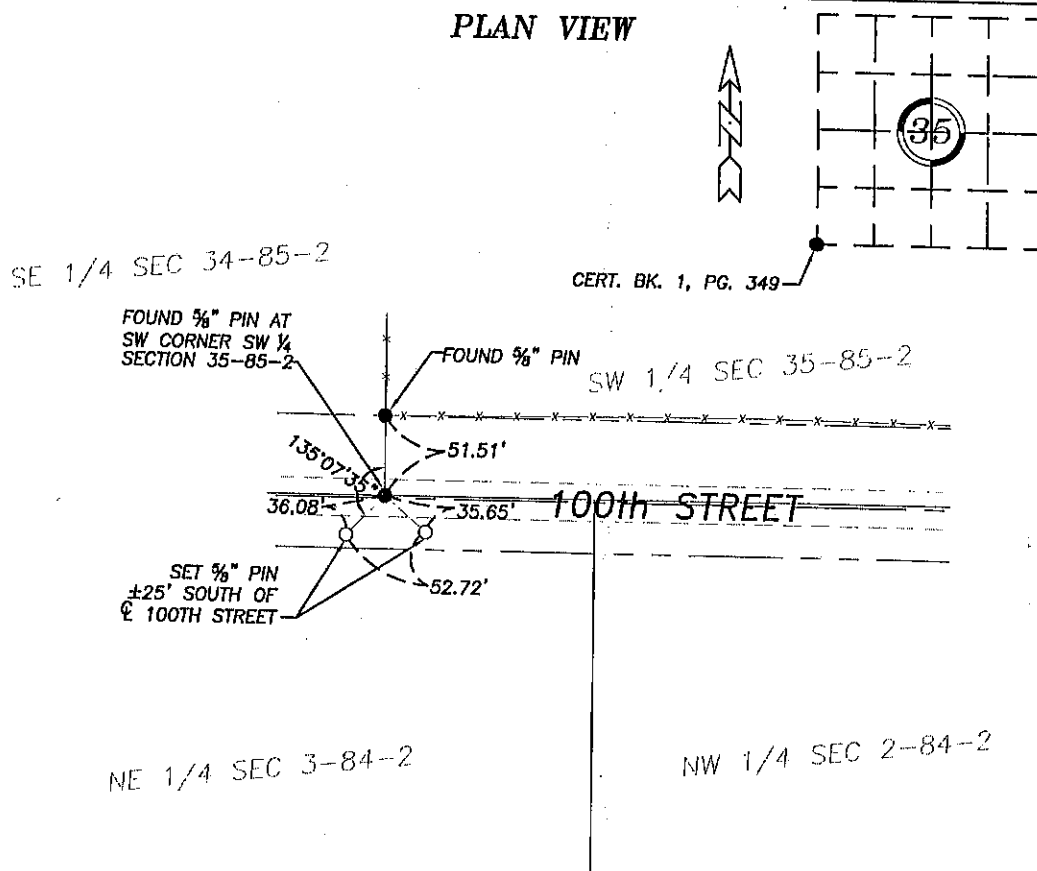 PLAN VIEW
N
35
CERT. BK. 1, PG. 349
SE 1/4 SEC 34-85-2
FOUND ⅝" PIN AT
SW CORNER SW ¼
SECTION 35-85-2
FOUND ⅝" PIN
SW 1/4 SEC 35-85-2
51.51'
135°07'35"
36.08'
35.65'
100th STREET
SET ⅝" PIN
±25' SOUTH OF
℄ 100TH STREET
52.72'
NE 1/4 SEC 3-84-2
NW 1/4 SEC 2-84-2